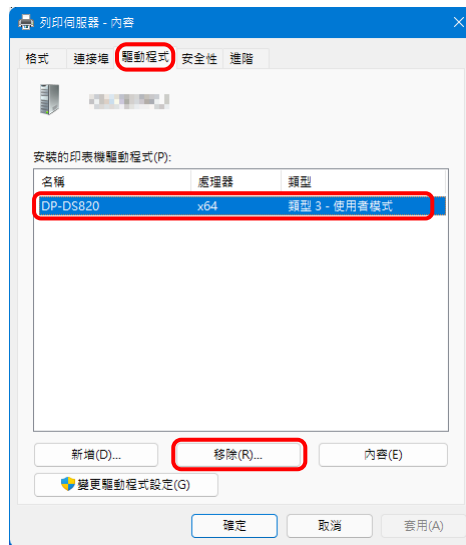 列印伺服器 - 內容
格式 連接埠 驅動程式 安全性 進階
安裝的印表機驅動程式(P):
名稱 處理器 類型
DP-DS820 x64 類型 3 - 使用者模式
新增(D)... 移除(R)... 內容(E)
變更驅動程式設定(G)
確定 取消 套用(A)